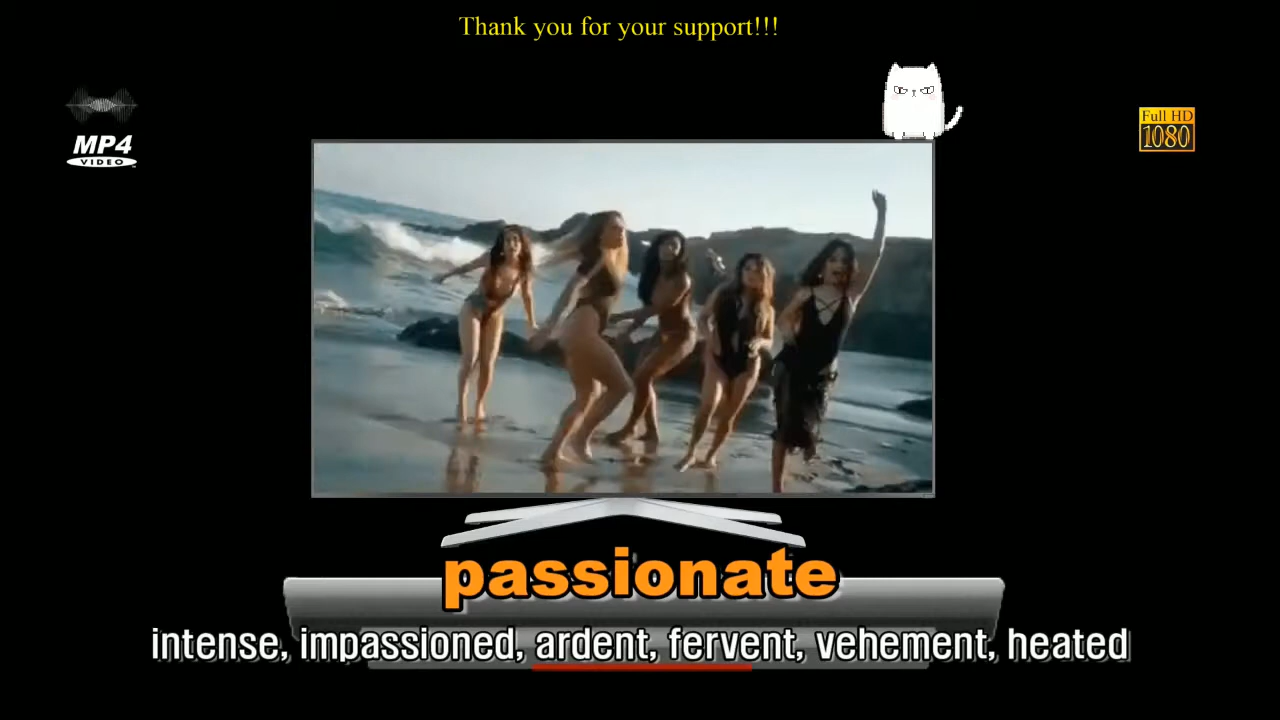 Thank you for your support!!!
MP4
VIDEO
Full HD
1080
passionate
intense, impassioned, ardent, fervent, vehement, heated